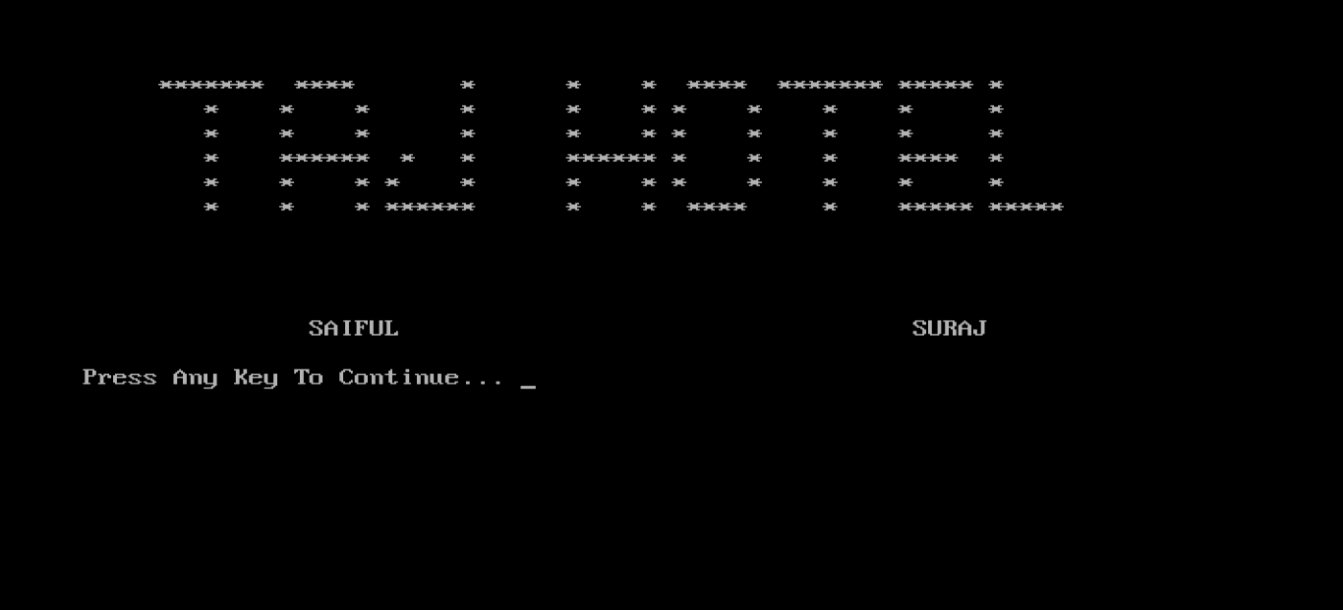 TAJ HOTEL
SAIFUL SURAJ
Press Any Key To Continue... _